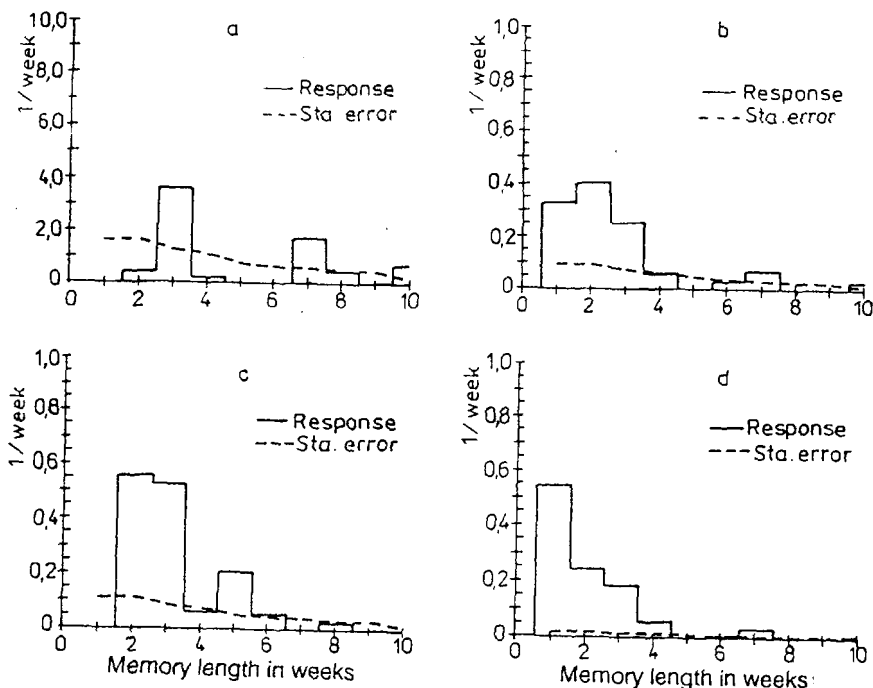 a
1/week
10,0
8,0
6,0
4,0
2,0
0
Response
Sta. error
0 2 4 6 8 10
b
1/week
1,0
0,8
0,6
0,4
0,2
0
Response
Sta. error
0 2 4 6 8 10
c
1/week
1,0
0,8
0,6
0,4
0,2
0
Response
Sta. error
0 2 4 6 8 10
Memory length in weeks
d
1/week
1,0
0,8
0,6
0,4
0,2
0
Response
Sta. error
0 2 4 6 8 10
Memory length in weeks